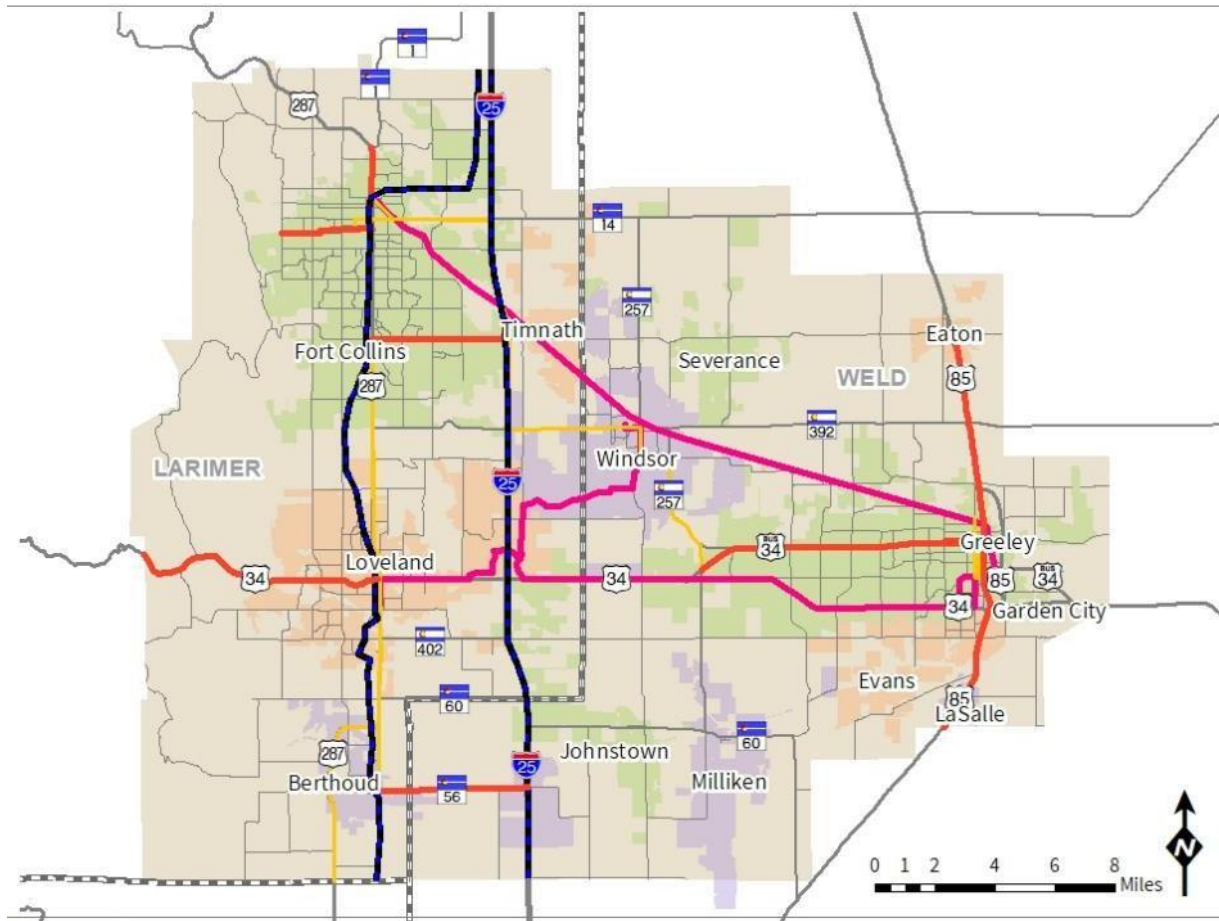 1
1
287
25
14
257
Timnath
Eaton
Fort Collins
Severance
287
WELD
85
392
LARIMER
Windsor
25
257
BUS
34
Greeley
Loveland
34
34
85
BUS
34
34
Garden City
402
Evans
60
85
LaSalle
60
287
Johnstown
25
Berthoud
56
Milliken
N
0 1 2 4 6 8
Miles